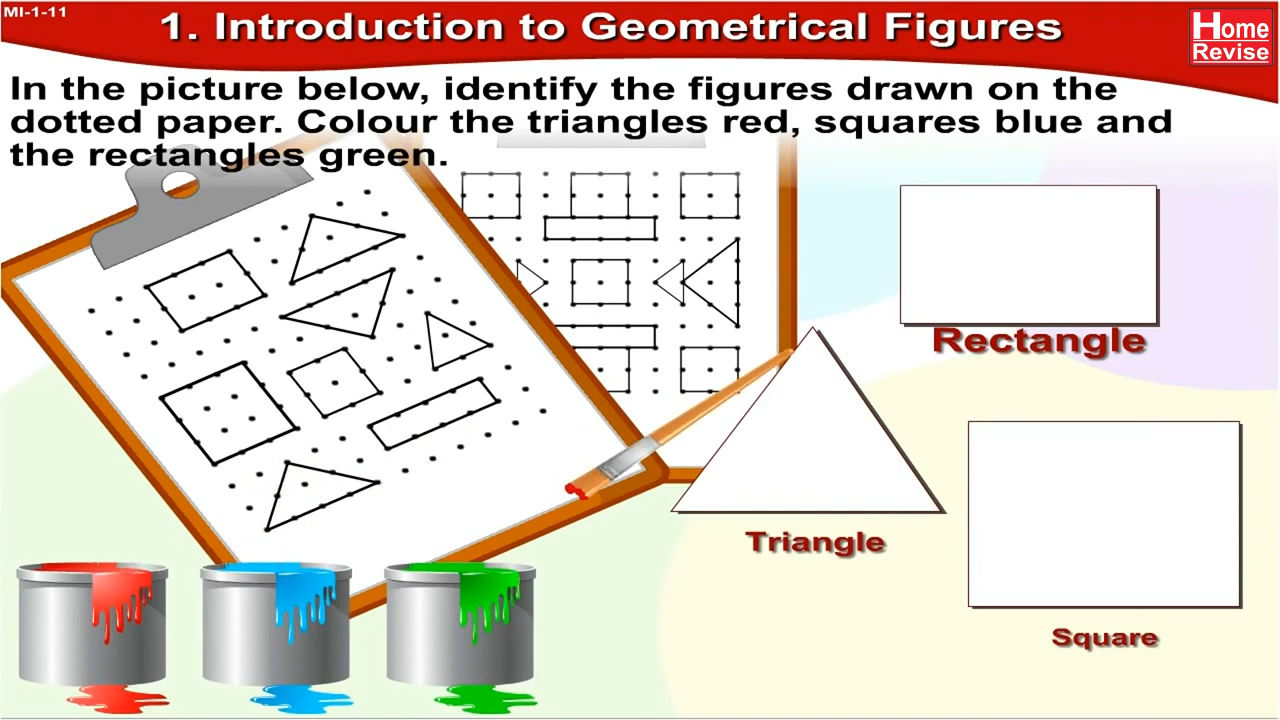 MI-1-11
1. Introduction to Geometrical Figures
Home
Revise
In the picture below, identify the figures drawn on the
dotted paper. Colour the triangles red, squares blue and
the rectangles green.
Rectangle
Triangle
Square